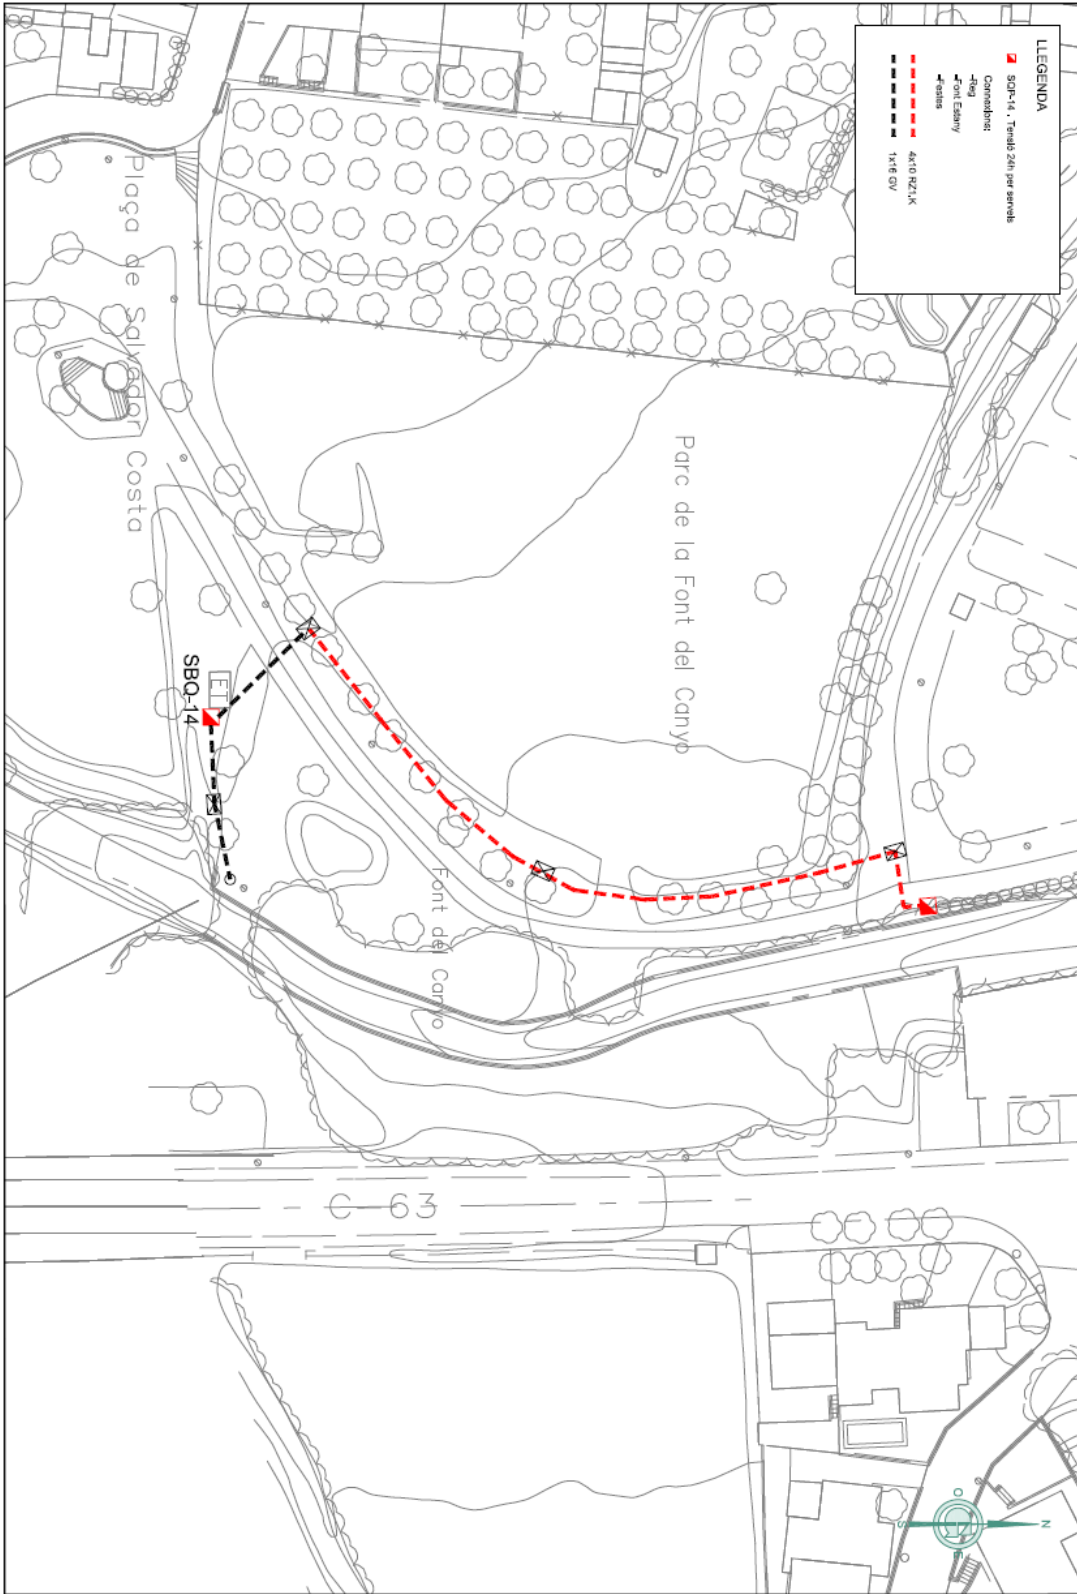 LLEGENDA
SQP-14 , Tensió 24h per serveis
Connexions:
-Reg
-Font Estany
-Festes
4x10 RZ1.K
1x16 GV
Plaça de Salvador Costa
Parc de la Font del Canyo
Font del Canyo
ET
SBQ-14
C-63
N
S
O
E